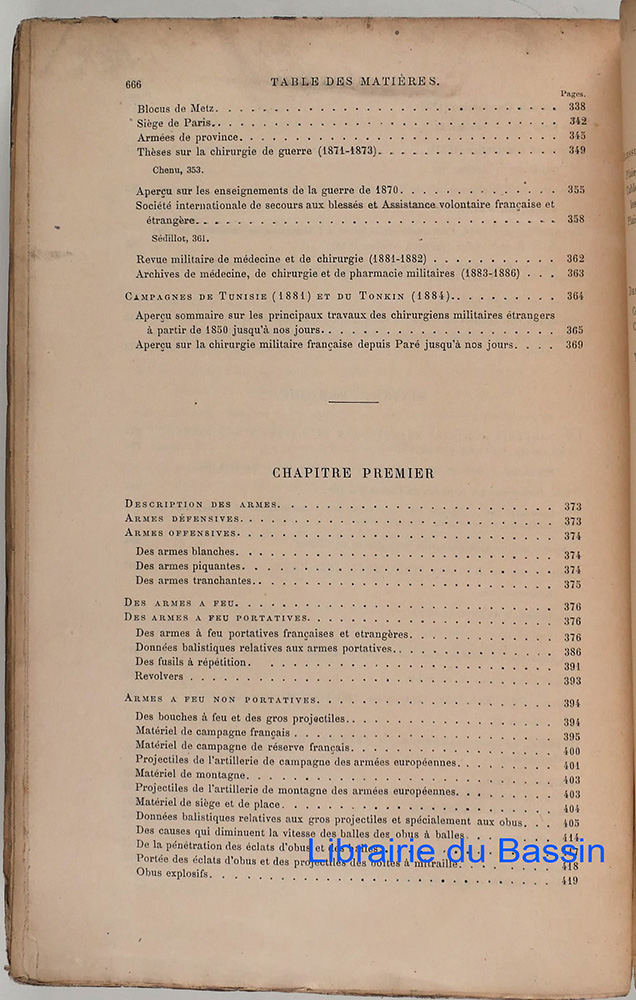 666 TABLE DES MATIÈRES.
Pages.
Blocus de Metz. 338
Siège de Paris. 342
Armées de province. 345
Thèses sur la chirurgie de guerre (1871-1873). 349
Chenu, 353.
Aperçu sur les enseignements de la guerre de 1870. 355
Société internationale de secours aux blessés et Assistance volontaire française et
étrangère. 358
Sédillot, 361.
Revue militaire de médecine et de chirurgie (1881-1882) 362
Archives de médecine, de chirurgie et de pharmacie militaires (1883-1886) 363
CAMPAGNES DE TUNISIE (1881) ET DU TONKIN (1884). 364
Aperçu sommaire sur les principaux travaux des chirurgiens militaires étrangers
à partir de 1850 jusqu'à nos jours. 365
Aperçu sur la chirurgie militaire française depuis Paré jusqu'à nos jours. 369
CHAPITRE PREMIER
DESCRIPTION DES ARMES. 373
ARMES DÉFENSIVES. 373
ARMES OFFENSIVES. 374
Des armes blanches. 374
Des armes piquantes. 374
Des armes tranchantes. 375
DES ARMES A FEU. 376
DES ARMES A FEU PORTATIVES. 376
Des armes à feu portatives françaises et etrangères. 376
Données balistiques relatives aux armes portatives. 386
Des fusils à répétition. 391
Revolvers 393
ARMES A FEU NON PORTATIVES. 394
Des bouches à feu et des gros projectiles. 394
Matériel de campagne français 395
Matériel de campagne de réserve français. 400
Projectiles de l'artillerie de campagne des armées européennes. 401
Matériel de montagne. 403
Projectiles de l'artillerie de montagne des armées européennes. 403
Matériel de siège et de place. 404
Données balistiques relatives aux gros projectiles et spécialement aux obus. 405
Des causes qui diminuent la vitesse des balles des obus à balles. 414
De la pénétration des éclats d'obus et des balles.
Portée des éclats d'obus et des projectiles des boîtes à mitraille. 418
Obus explosifs. 419
Librairie du Bassin